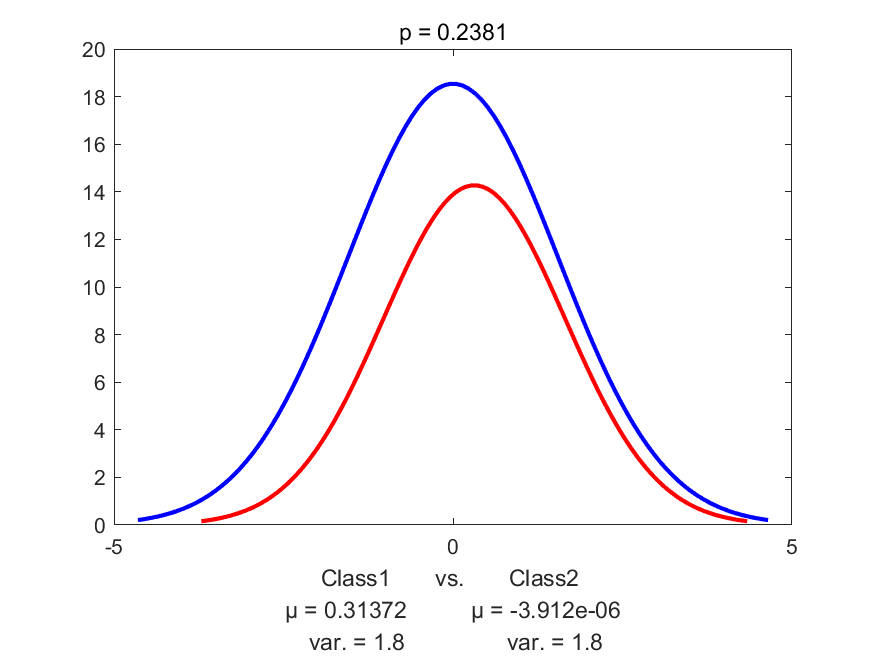 p = 0.2381
20
18
16
14
12
10
8
6
4
2
0
-5 0 5
Class1 vs. Class2
μ = 0.31372 μ = -3.912e-06
var. = 1.8 var. = 1.8